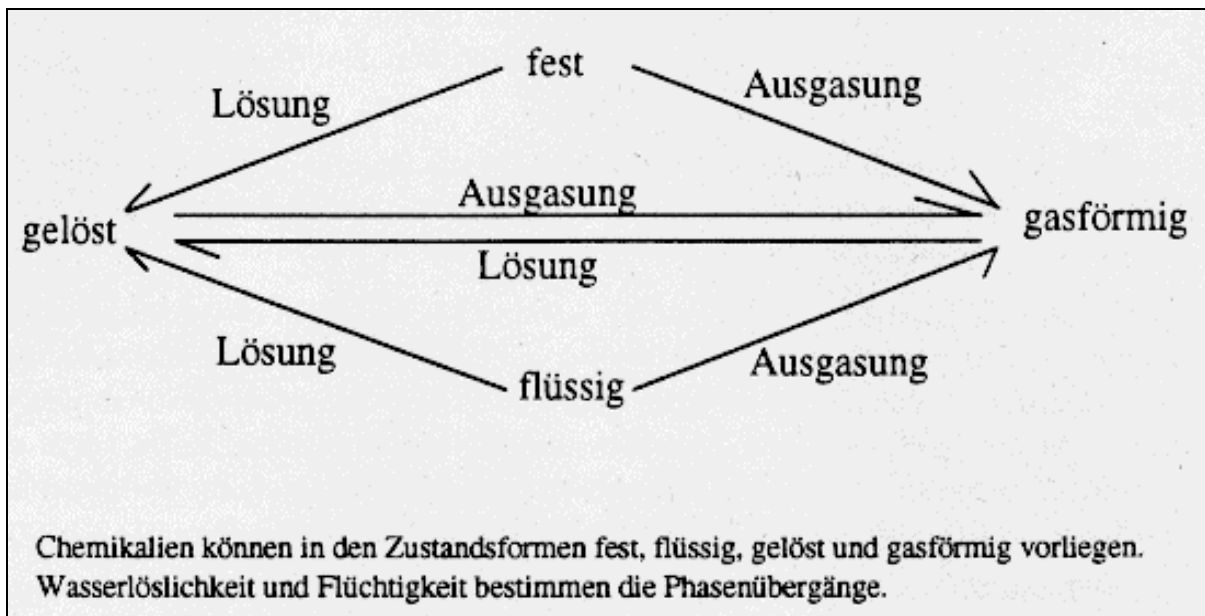 fest
Lösung
Ausgasung
Ausgasung
gelöst
gasförmig
Lösung
Lösung
Ausgasung
flüssig
Chemikalien können in den Zustandsformen fest, flüssig, gelöst und gasförmig vorliegen.
Wasserlöslichkeit und Flüchtigkeit bestimmen die Phasenübergänge.